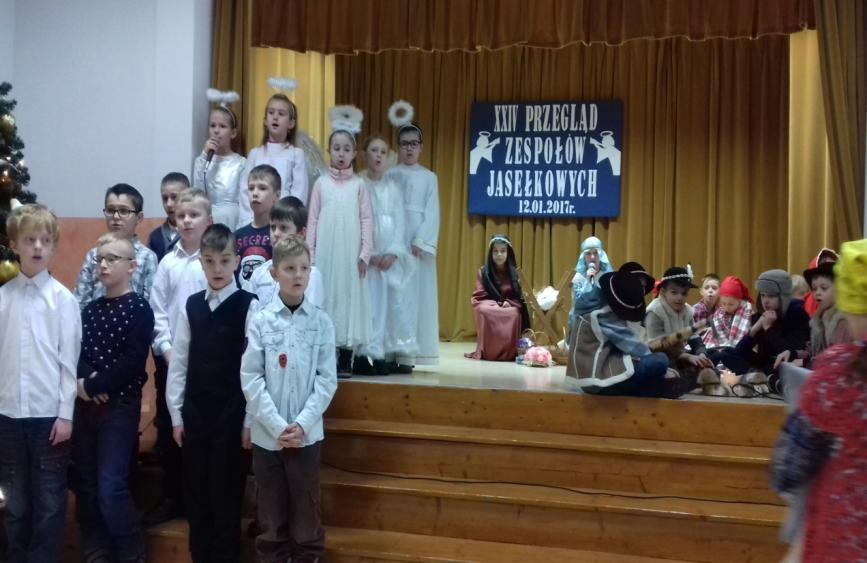 XXIV PRZEGLĄD
ZESPOŁÓW
JASEŁKOWYCH
12.01.2017r.